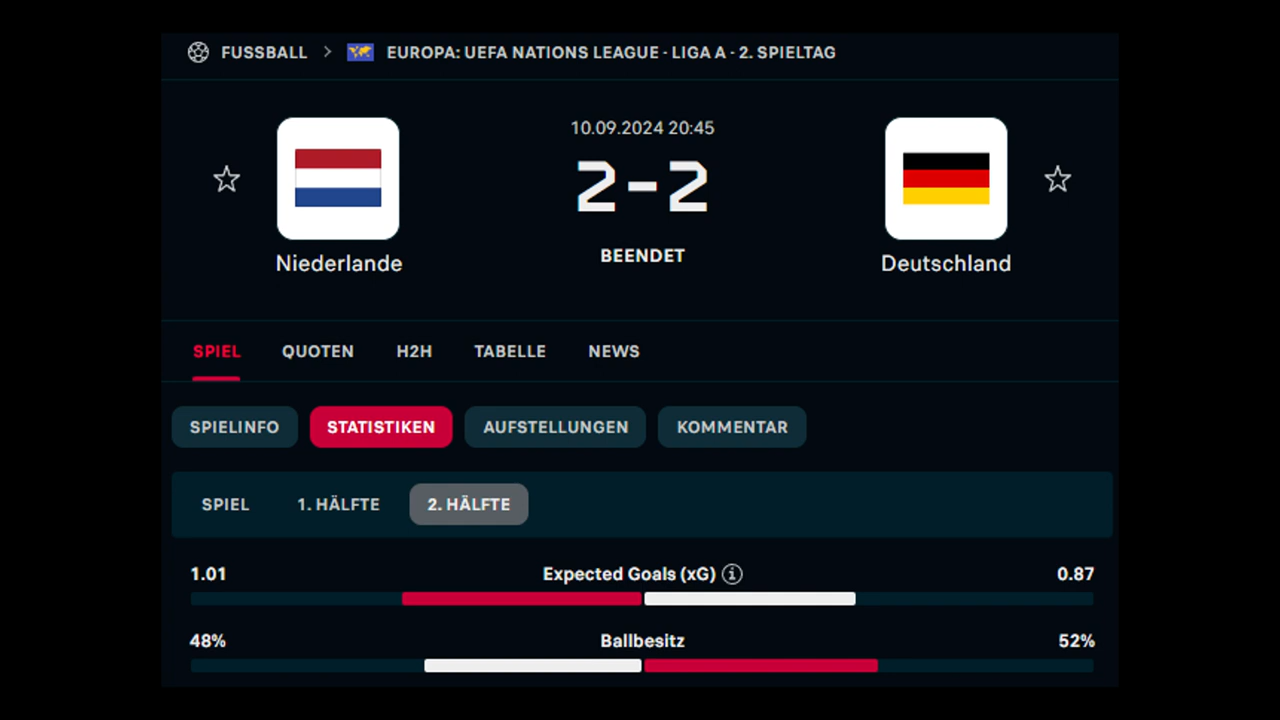 FUSSBALL > EUROPA: UEFA NATIONS LEAGUE - LIGA A - 2. SPIELTAG
10.09.2024 20:45
2-2
BEENDET
Niederlande Deutschland
SPIEL QUOTEN H2H TABELLE NEWS
SPIELINFO STATISTIKEN AUFSTELLUNGEN KOMMENTAR
SPIEL 1. HÄLFTE 2. HÄLFTE
1.01 Expected Goals (xG) 0.87
48% Ballbesitz 52%